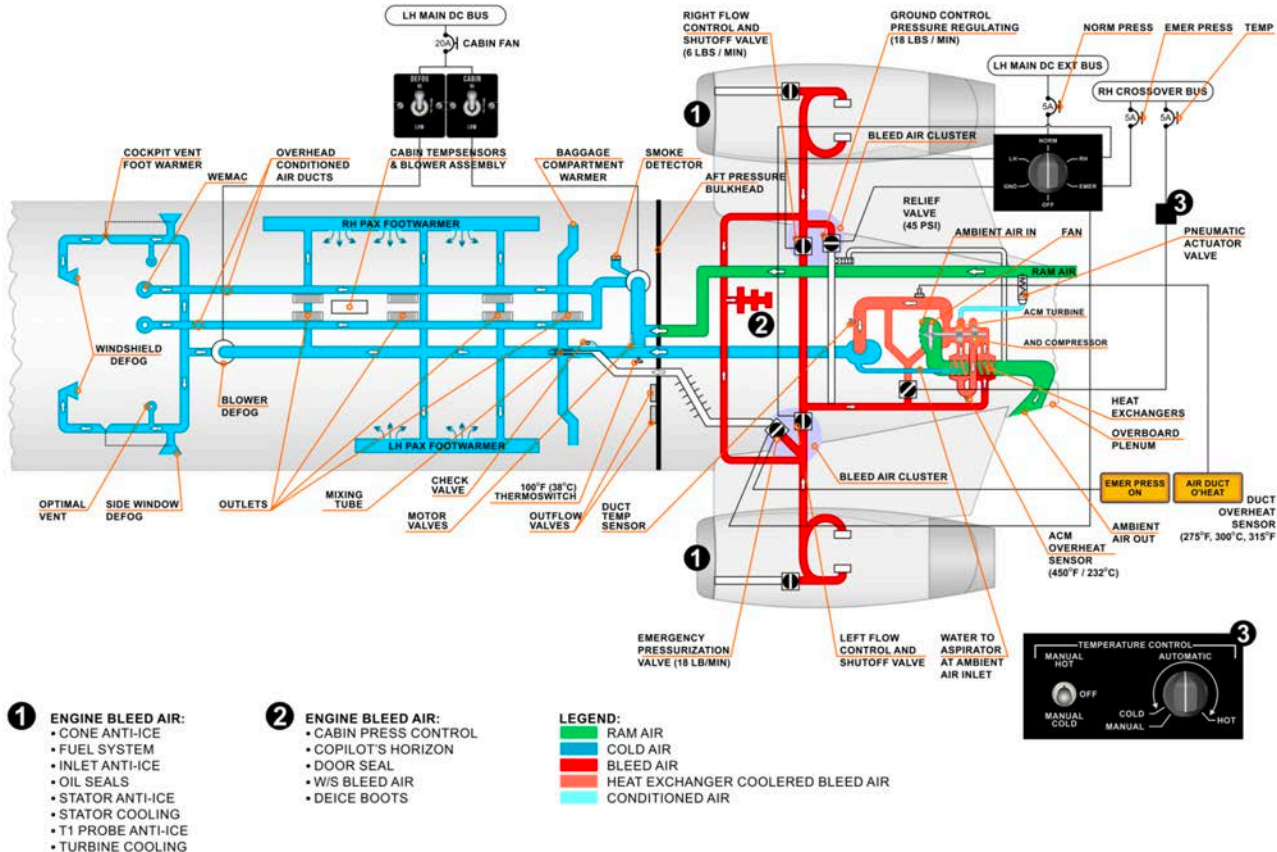 LH MAIN DC BUS
20A
CABIN FAN
DEFOG
HI
LOW
CABIN
HI
LOW
RIGHT FLOW
CONTROL AND
SHUTOFF VALVE
(6 LBS / MIN)
GROUND CONTROL
PRESSURE REGULATING
(18 LBS / MIN)
NORM PRESS
EMER PRESS
TEMP
LH MAIN DC EXT BUS
RH CROSSOVER BUS
5A
5A
5A
1
BLEED AIR CLUSTER
NORM
LH
RH
GND
EMER
OFF
3
COCKPIT VENT
FOOT WARMER
WEMAC
OVERHEAD
CONDITIONED
AIR DUCTS
CABIN TEMPSENSORS
& BLOWER ASSEMBLY
BAGGAGE
COMPARTMENT
WARMER
SMOKE
DETECTOR
AFT PRESSURE
BULKHEAD
RELIEF
VALVE
(45 PSI)
AMBIENT AIR IN
FAN
PNEUMATIC
ACTUATOR
VALVE
RH PAX FOOTWARMER
RAM AIR
2
ACM TURBINE
AND COMPRESSOR
WINDSHIELD
DEFOG
BLOWER
DEFOG
HEAT
EXCHANGERS
OVERBOARD
PLENUM
LH PAX FOOTWARMER
BLEED AIR CLUSTER
EMER PRESS
ON
AIR DUCT
O'HEAT
OPTIMAL
VENT
SIDE WINDOW
DEFOG
OUTLETS
MIXING
TUBE
CHECK
VALVE
MOTOR
VALVES
100°F (38°C)
THERMOSWITCH
OUTFLOW
VALVES
DUCT
TEMP
SENSOR
ACM
OVERHEAT
SENSOR
(450°F / 232°C)
AMBIENT
AIR OUT
DUCT
OVERHEAT
SENSOR
(275°F, 300°C, 315°F
1
EMERGENCY
PRESSURIZATION
VALVE (18 LB/MIN)
LEFT FLOW
CONTROL AND
SHUTOFF VALVE
WATER TO
ASPIRATOR
AT AMBIENT
AIR INLET
3
TEMPERATURE CONTROL
MANUAL
HOT
OFF
MANUAL
COLD
AUTOMATIC
COLD
MANUAL
HOT
1 ENGINE BLEED AIR:
• CONE ANTI-ICE
• FUEL SYSTEM
• INLET ANTI-ICE
• OIL SEALS
• STATOR ANTI-ICE
• STATOR COOLING
• T1 PROBE ANTI-ICE
• TURBINE COOLING
2 ENGINE BLEED AIR:
• CABIN PRESS CONTROL
• COPILOT'S HORIZON
• DOOR SEAL
• W/S BLEED AIR
• DEICE BOOTS
LEGEND:
RAM AIR
COLD AIR
BLEED AIR
HEAT EXCHANGER COOLERED BLEED AIR
CONDITIONED AIR